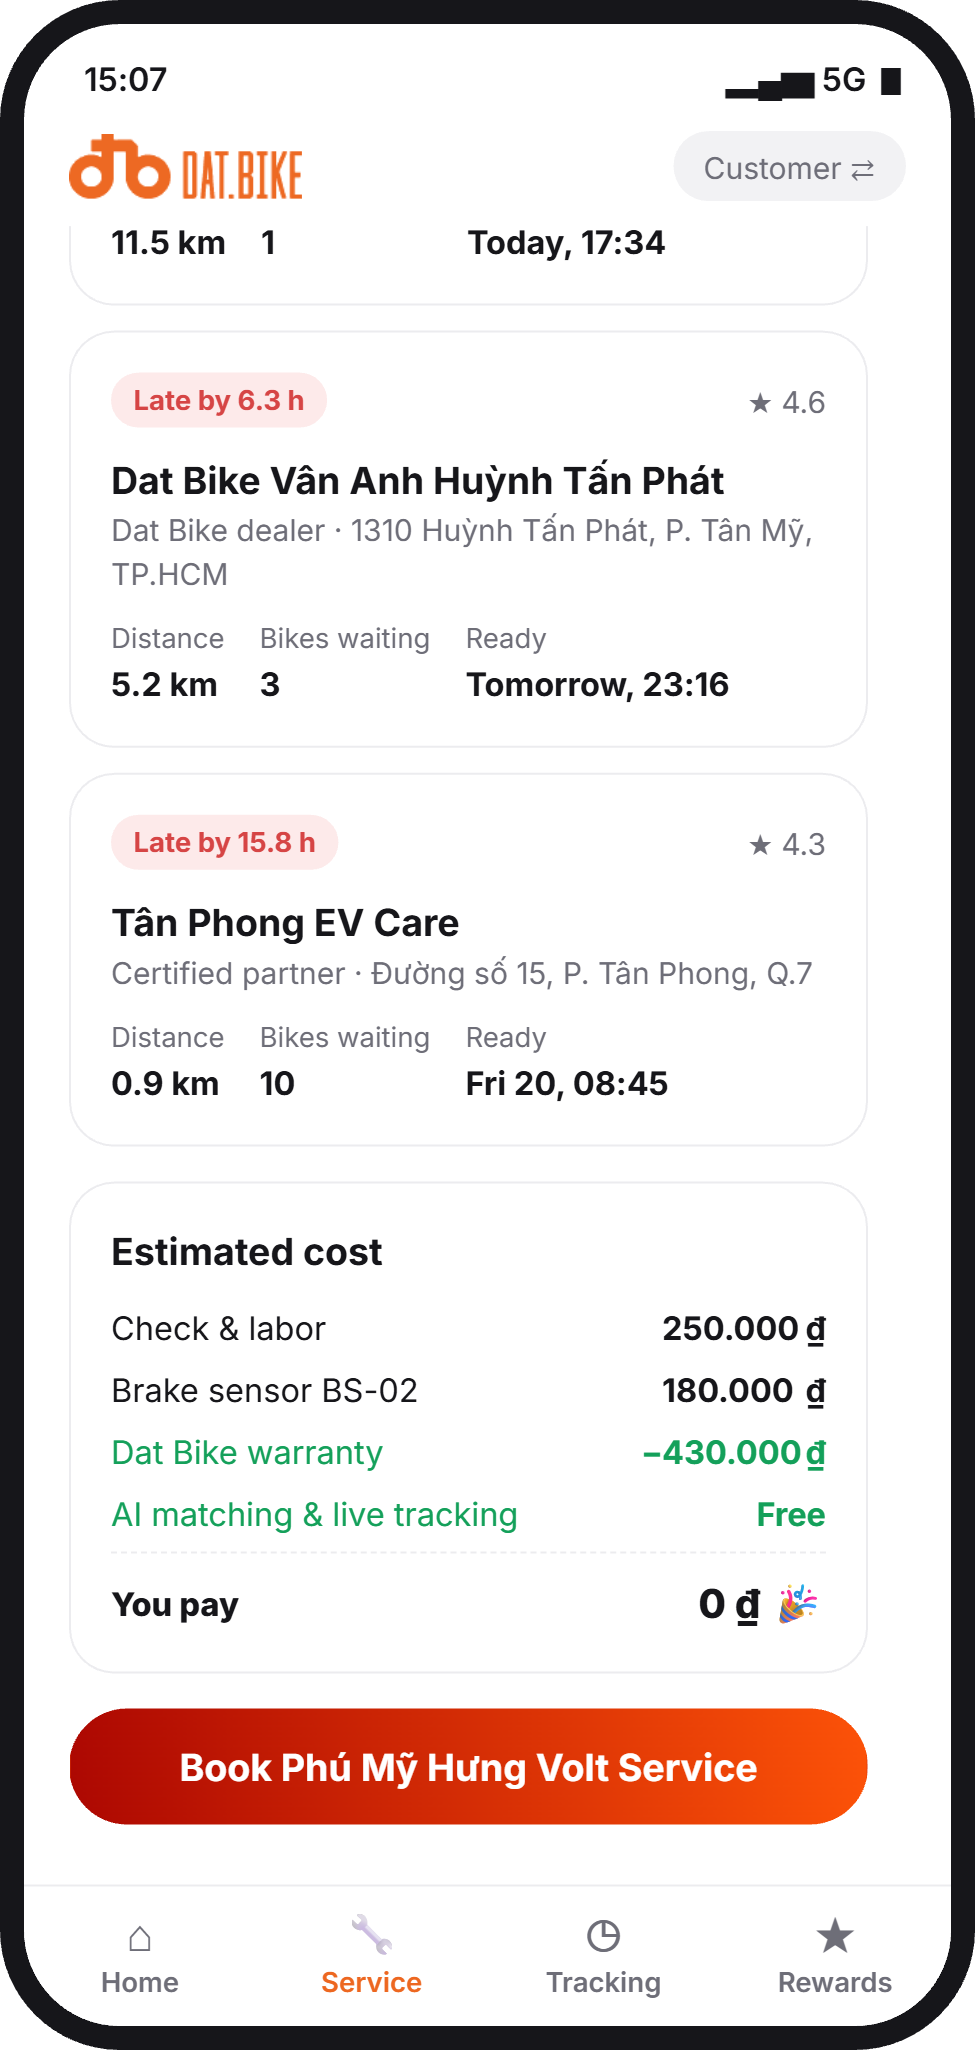 15:07 5G
DAT.BIKE
Customer ⇄
11.5 km 1 Today, 17:34
Late by 6.3 h ★ 4.6
Dat Bike Vân Anh Huỳnh Tấn Phát
Dat Bike dealer · 1310 Huỳnh Tấn Phát, P. Tân Mỹ,
TP.HCM
Distance Bikes waiting Ready
5.2 km 3 Tomorrow, 23:16
Late by 15.8 h ★ 4.3
Tân Phong EV Care
Certified partner · Đường số 15, P. Tân Phong, Q.7
Distance Bikes waiting Ready
0.9 km 10 Fri 20, 08:45
Estimated cost
Check & labor 250.000 ₫
Brake sensor BS-02 180.000 ₫
Dat Bike warranty −430.000 ₫
AI matching & live tracking Free
You pay 0 ₫ 🎉
Book Phú Mỹ Hưng Volt Service
Home Service Tracking Rewards